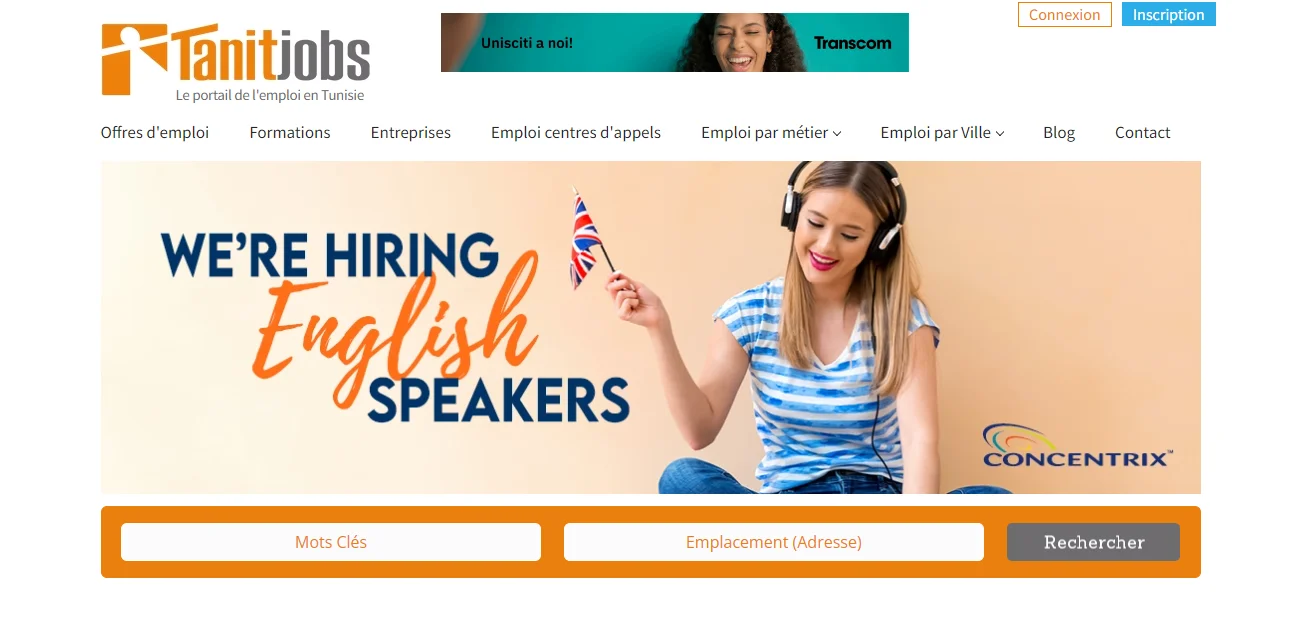 Connexion
Inscription
Tanitjobs
Le portail de l'emploi en Tunisie
Unisciti a noi!
Transcom
Offres d'emploi
Formations
Entreprises
Emploi centres d'appels
Emploi par métier
Emploi par Ville
Blog
Contact
WE'RE HIRING
English
SPEAKERS
CONCENTRIX™
Mots Clés
Emplacement (Adresse)
Rechercher